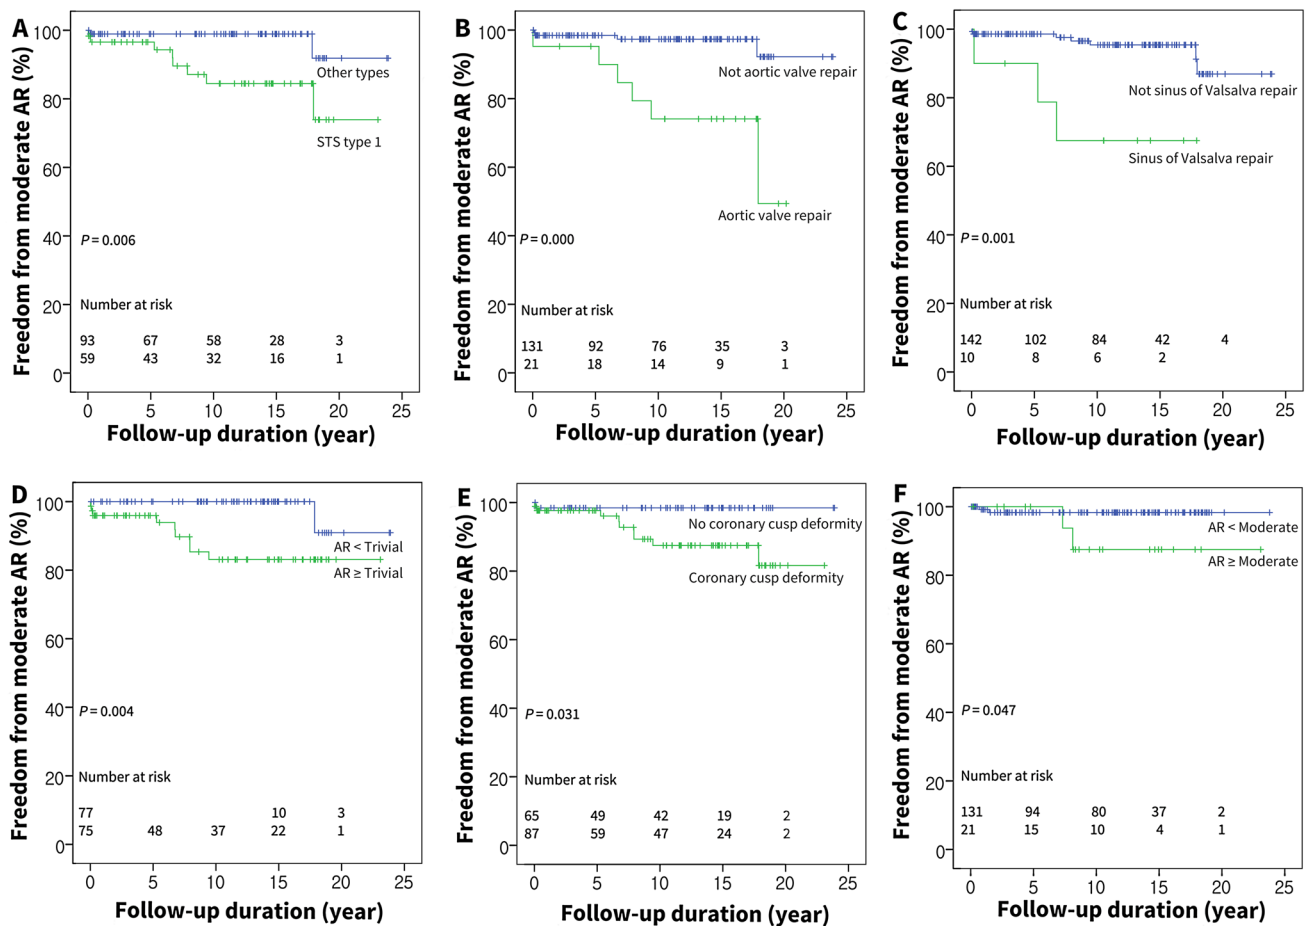 A
Freedom from moderate AR (%)
100
80
60
40
20
0
Other types
STS type 1
P = 0.006
Number at risk
93 67 58 28 3
59 43 32 16 1
0 5 10 15 20 25
Follow-up duration (year)
B
Freedom from moderate AR (%)
100
80
60
40
20
0
Not aortic valve repair
Aortic valve repair
P = 0.000
Number at risk
131 92 76 35 3
21 18 14 9 1
0 5 10 15 20 25
Follow-up duration (year)
C
Freedom from moderate AR (%)
100
80
60
40
20
0
Not sinus of Valsalva repair
Sinus of Valsalva repair
P = 0.001
Number at risk
142 102 84 42 4
10 8 6 2
0 5 10 15 20 25
Follow-up duration (year)
D
Freedom from moderate AR (%)
100
80
60
40
20
0
AR < Trivial
AR ≥ Trivial
P = 0.004
Number at risk
77 10 3
75 48 37 22 1
0 5 10 15 20 25
Follow-up duration (year)
E
Freedom from moderate AR (%)
100
80
60
40
20
0
No coronary cusp deformity
Coronary cusp deformity
P = 0.031
Number at risk
65 49 42 19 2
87 59 47 24 2
0 5 10 15 20 25
Follow-up duration (year)
F
Freedom from moderate AR (%)
100
80
60
40
20
0
AR < Moderate
AR ≥ Moderate
P = 0.047
Number at risk
131 94 80 37 2
21 15 10 4 1
0 5 10 15 20 25
Follow-up duration (year)